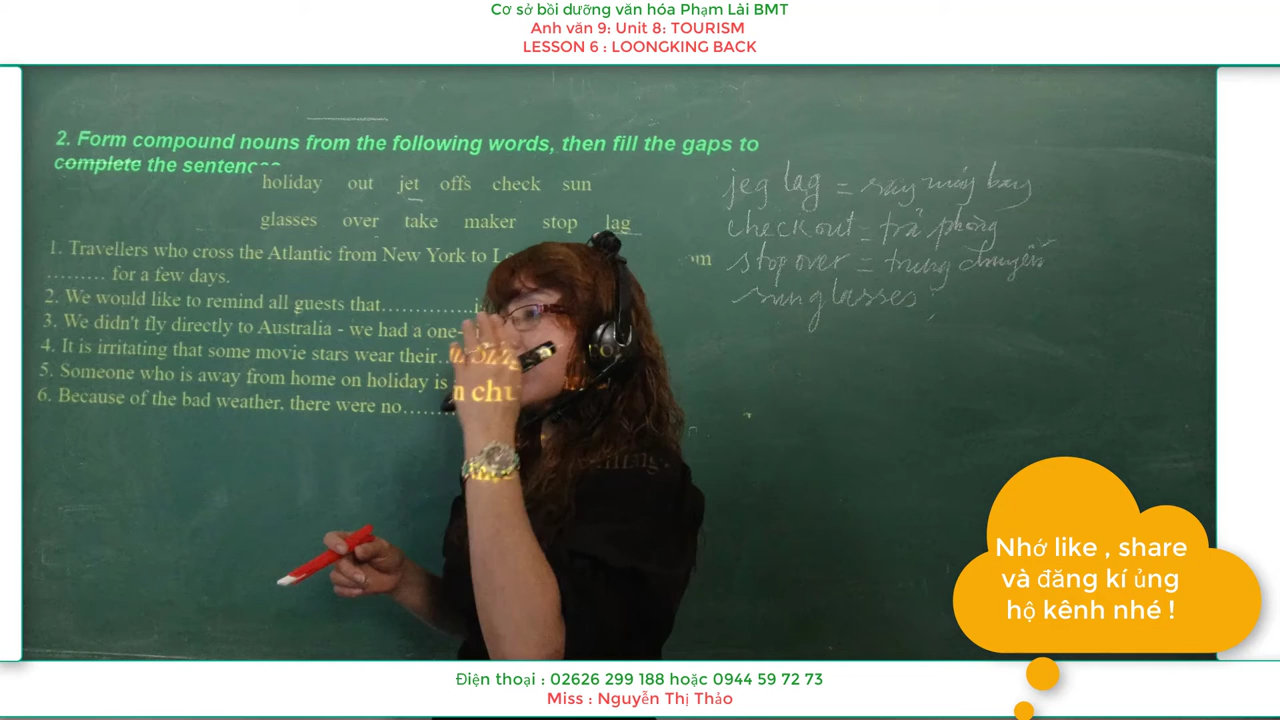 Cơ sở bồi dưỡng văn hóa Phạm Lài BMT
Anh văn 9: Unit 8: TOURISM
LESSON 6 : LOONGKING BACK
2. Form compound nouns from the following words, then fill the gaps to
complete the sentences
holiday out jet offs check sun
glasses over take maker stop lag
1. Travellers who cross the Atlantic from New York to L
om
……… for a few days.
2. We would like to remind all guests that…………..
3. We didn't fly directly to Australia - we had a one-
4. It is irritating that some movie stars wear their..
5. Someone who is away from home on holiday is
6. Because of the bad weather, there were no……..
n chu
jeg lag = say máy bay
check out = trả phòng
stop over = trung chuyển
sun glasses :
Nhớ like , share
và đăng kí ủng
hộ kênh nhé !
Điện thoại : 02626 299 188 hoặc 0944 59 72 73
Miss : Nguyễn Thị Thảo